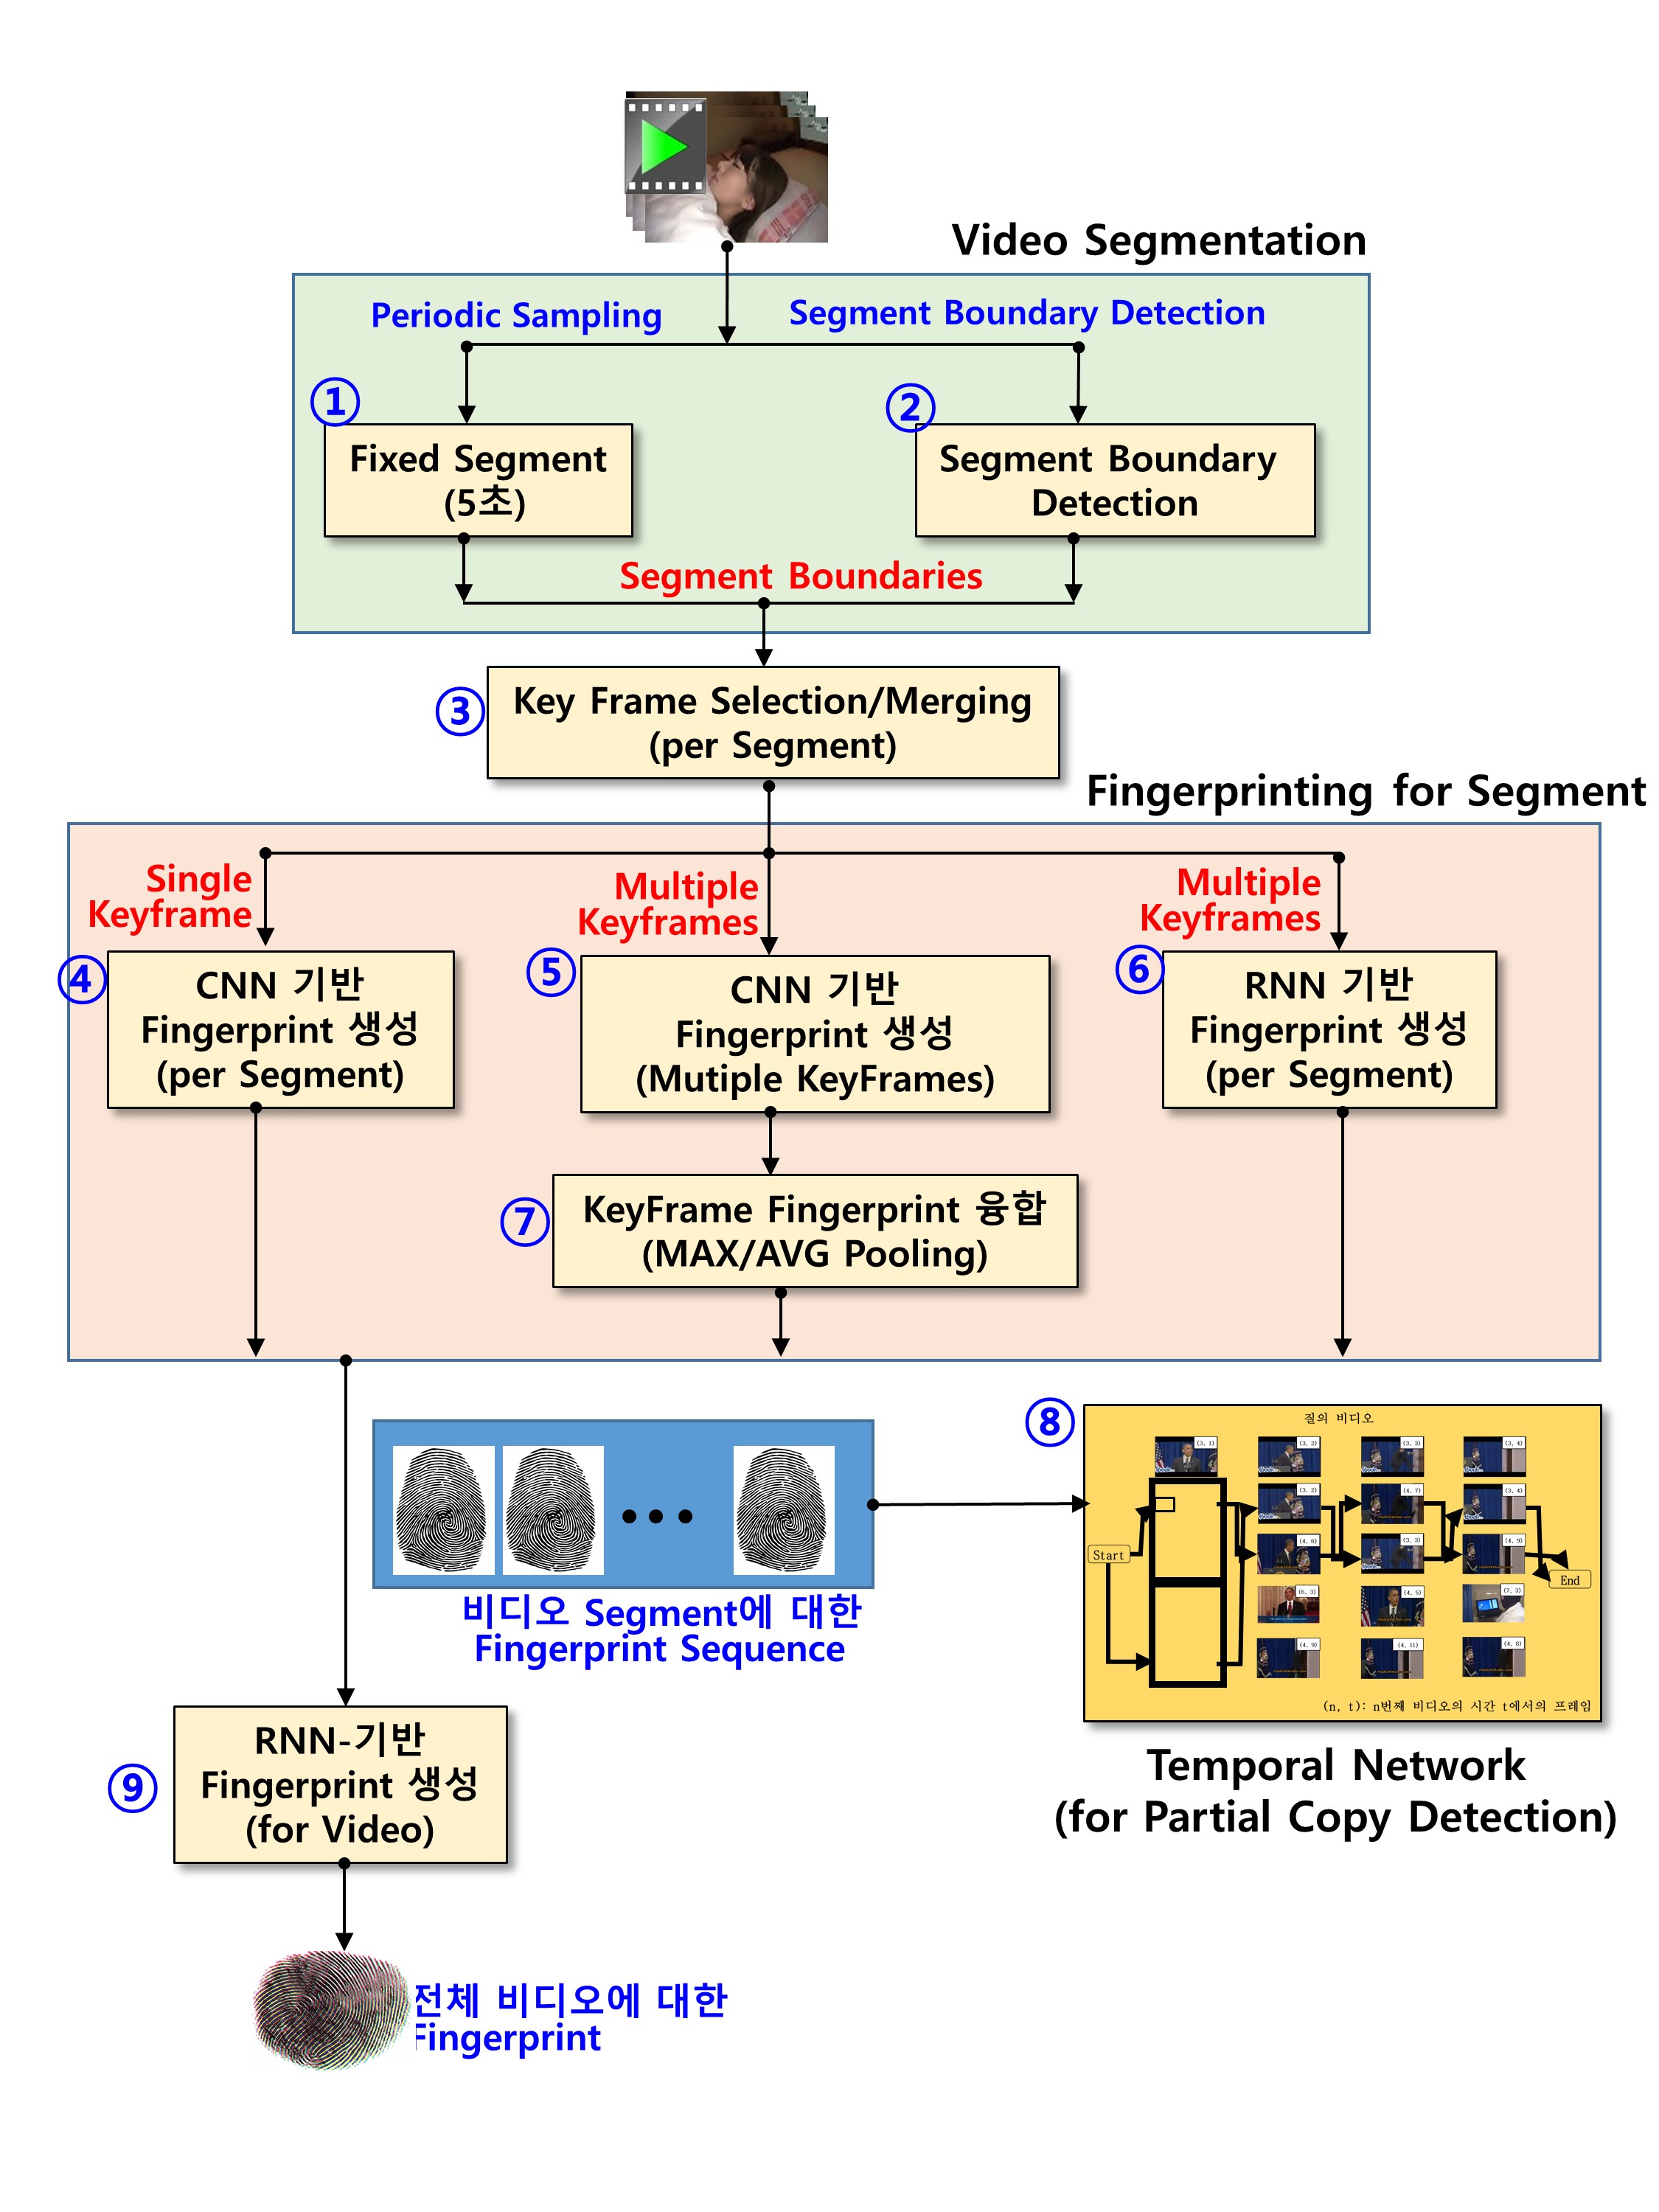 Video Segmentation
Periodic Sampling
Segment Boundary Detection
①
②
Fixed Segment
(5초)
Segment Boundary
Detection
Segment Boundaries
③
Key Frame Selection/Merging
(per Segment)
Fingerprinting for Segment
Single
Keyframe
Multiple
Keyframes
Multiple
Keyframes
④
CNN 기반
Fingerprint 생성
(per Segment)
⑤
CNN 기반
Fingerprint 생성
(Mutiple KeyFrames)
⑥
RNN 기반
Fingerprint 생성
(per Segment)
⑦
KeyFrame Fingerprint 융합
(MAX/AVG Pooling)
⑧
질의 비디오
(3, 1)
(3, 2)
(3, 3)
(3, 4)
(3, 2)
(4, 7)
(3, 4)
Start
(4, 6)
(3, 3)
(4, 9)
End
(6, 3)
(4, 5)
(7, 3)
(4, 9)
(4, 11)
(4, 8)
(n, t): n번째 비디오의 시간 t에서의 프레임
비디오 Segment에 대한
Fingerprint Sequence
Temporal Network
(for Partial Copy Detection)
⑨
RNN-기반
Fingerprint 생성
(for Video)
전체 비디오에 대한
Fingerprint